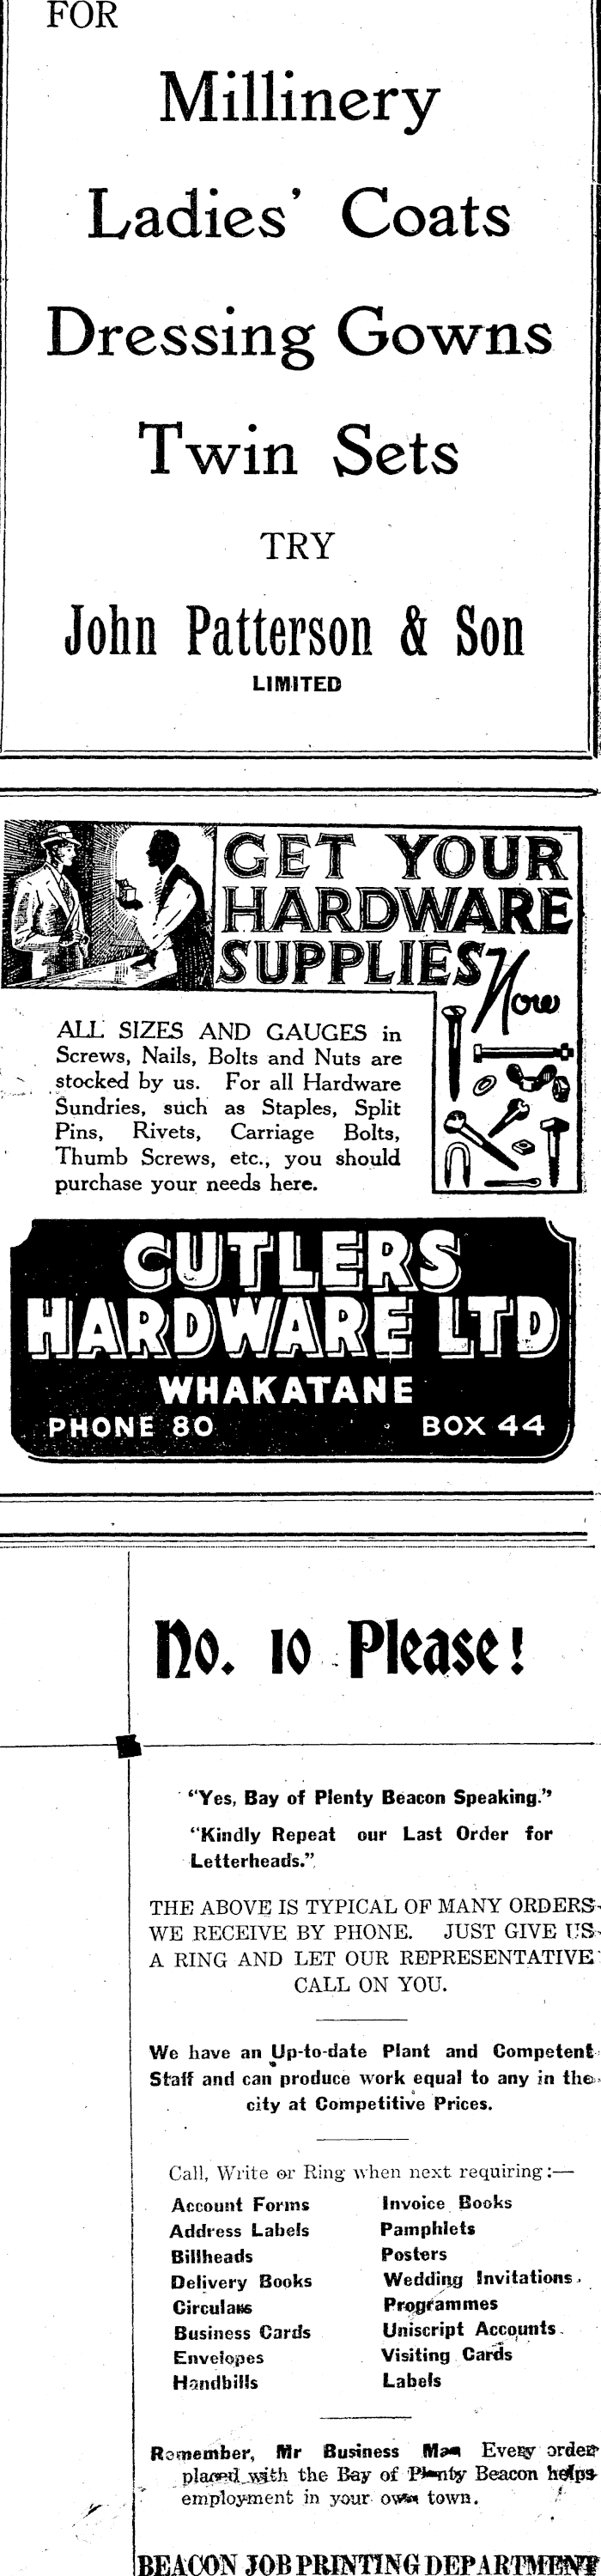 FOR
Millinery
Ladies' Coats
Dressing Gowns
Twin Sets
TRY
John Patterson & Son
LIMITED
GET YOUR
HARDWARE
SUPPLIES
Now
ALL SIZES AND GAUGES in
Screws, Nails, Bolts and Nuts are
stocked by us. For all Hardware
Sundries, such as Staples, Split
Pins, Rivets, Carriage Bolts,
Thumb Screws, etc., you should
purchase your needs here.
CUTLERS
HARDWARE LTD
WHAKATANE
PHONE 80 BOX 44
No. 10 Please!
"Yes, Bay of Plenty Beacon Speaking."
"Kindly Repeat our Last Order for
Letterheads."
THE ABOVE IS TYPICAL OF MANY ORDERS
WE RECEIVE BY PHONE. JUST GIVE US
A RING AND LET OUR REPRESENTATIVE
CALL ON YOU.
We have an Up-to-date Plant and Competent
Staff and can produce work equal to any in the
city at Competitive Prices.
Call, Write or Ring when next requiring:—
Account Forms Invoice Books
Address Labels Pamphlets
Billheads Posters
Delivery Books Wedding Invitations
Circulars Programmes
Business Cards Uniscript Accounts
Envelopes Visiting Cards
Handbills Labels
Remember, Mr Business Man Every order
placed with the Bay of Plenty Beacon helps
employment in your own town.
BEACON JOB PRINTING DEPARTMENT